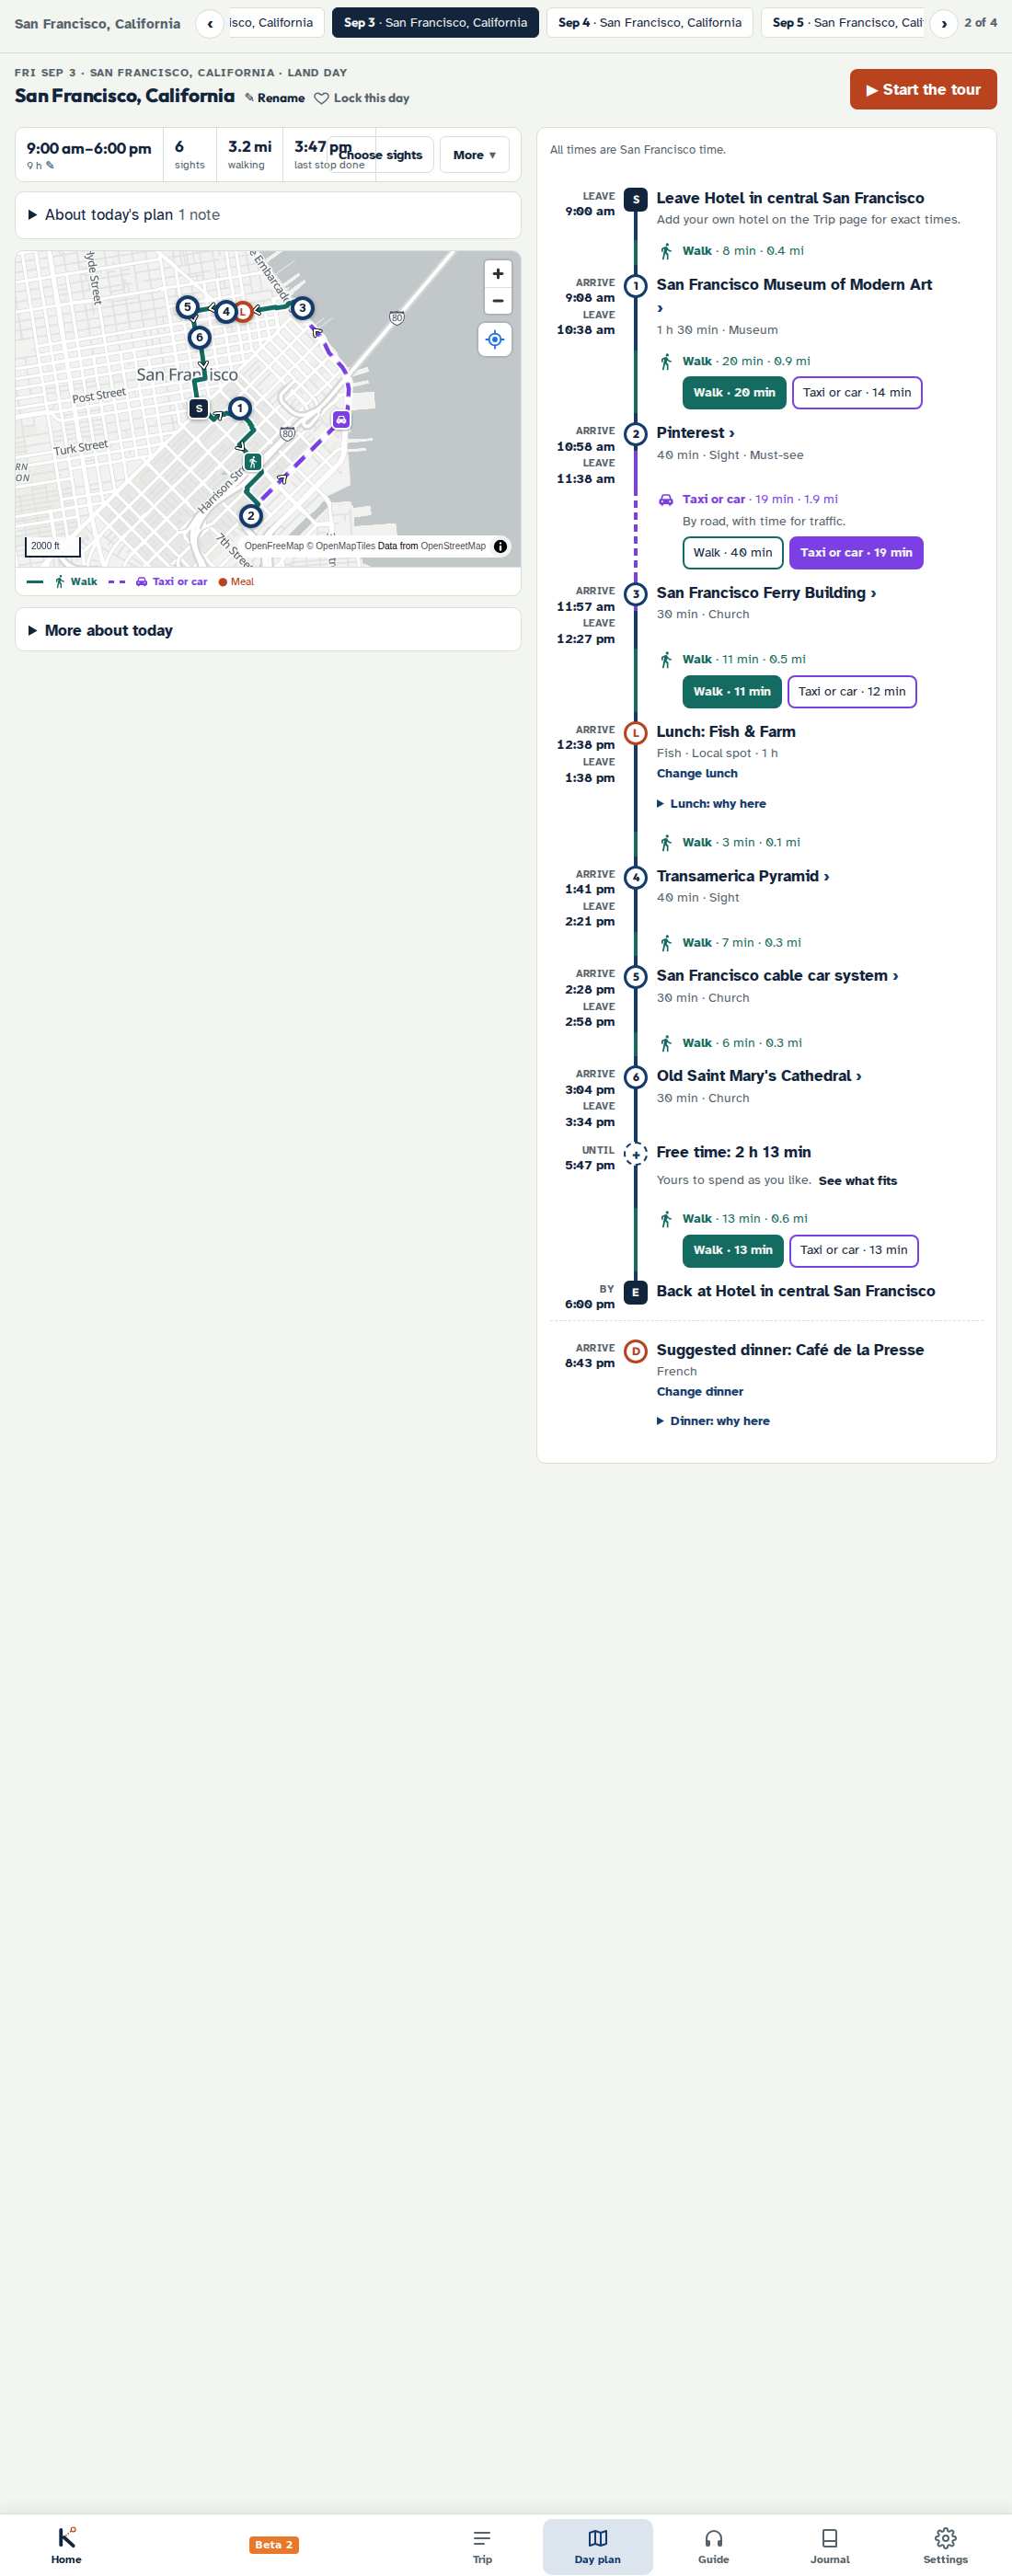 San Francisco, California
‹
isco, California
Sep 3 · San Francisco, California
Sep 4 · San Francisco, California
Sep 5 · San Francisco, Cali
›
2 of 4
FRI SEP 3 · SAN FRANCISCO, CALIFORNIA · LAND DAY
San Francisco, California ✎ Rename ♡ Lock this day
▶ Start the tour
9:00 am–6:00 pm
9 h ✎
6
sights
3.2 mi
walking
3:47 pm
last stop done
Choose sights
More ▾
▶ About today's plan 1 note
Hyde Street
e Embarcade
80
5
4
L
3
6
San Francisco
Post Street
S
1
80
Turk Street
RN
ON
Harrison Str
2
7th Stree
+
−
2000 ft
OpenFreeMap © OpenMapTiles Data from OpenStreetMap
Walk
Taxi or car
Meal
▶ More about today
All times are San Francisco time.
LEAVE
9:00 am
S
Leave Hotel in central San Francisco
Add your own hotel on the Trip page for exact times.
Walk · 8 min · 0.4 mi
ARRIVE
9:08 am
LEAVE
10:38 am
1
San Francisco Museum of Modern Art
›
1 h 30 min · Museum
Walk · 20 min · 0.9 mi
Walk · 20 min
Taxi or car · 14 min
ARRIVE
10:58 am
LEAVE
11:38 am
2
Pinterest ›
40 min · Sight · Must-see
Taxi or car · 19 min · 1.9 mi
By road, with time for traffic.
Walk · 40 min
Taxi or car · 19 min
ARRIVE
11:57 am
LEAVE
12:27 pm
3
San Francisco Ferry Building ›
30 min · Church
Walk · 11 min · 0.5 mi
Walk · 11 min
Taxi or car · 12 min
ARRIVE
12:38 pm
LEAVE
1:38 pm
L
Lunch: Fish & Farm
Fish · Local spot · 1 h
Change lunch
▶ Lunch: why here
Walk · 3 min · 0.1 mi
ARRIVE
1:41 pm
LEAVE
2:21 pm
4
Transamerica Pyramid ›
40 min · Sight
Walk · 7 min · 0.3 mi
ARRIVE
2:28 pm
LEAVE
2:58 pm
5
San Francisco cable car system ›
30 min · Church
Walk · 6 min · 0.3 mi
ARRIVE
3:04 pm
LEAVE
3:34 pm
6
Old Saint Mary's Cathedral ›
30 min · Church
UNTIL
5:47 pm
+
Free time: 2 h 13 min
Yours to spend as you like. See what fits
Walk · 13 min · 0.6 mi
Walk · 13 min
Taxi or car · 13 min
BY
6:00 pm
E
Back at Hotel in central San Francisco
ARRIVE
8:43 pm
D
Suggested dinner: Café de la Presse
French
Change dinner
▶ Dinner: why here
Home
Beta 2
Trip
Day plan
Guide
Journal
Settings